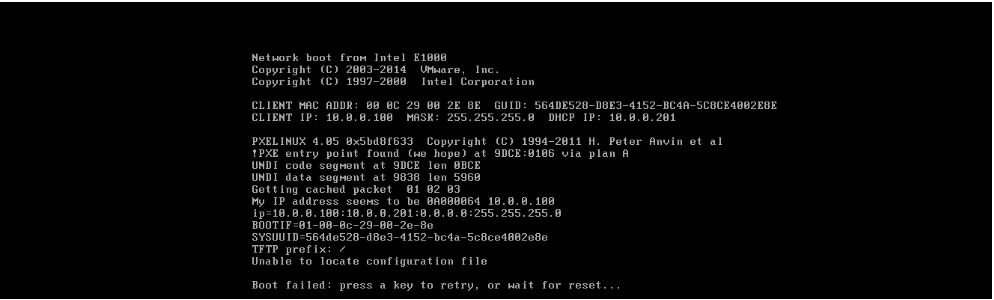 Network boot from Intel E1000
Copyright (C) 2003-2014  VMware, Inc.
Copyright (C) 1997-2000  Intel Corporation
CLIENT MAC ADDR: 00 0C 29 00 2E 8E  GUID: 564DE528-D8E3-4152-BC4A-5C8CE4002E8E
CLIENT IP: 10.0.0.100  MASK: 255.255.255.0  DHCP IP: 10.0.0.201
PXELINUX 4.05 0x5bd8f633  Copyright (C) 1994-2011 H. Peter Anvin et al
!PXE entry point found (we hope) at 9DCE:0106 via plan A
UNDI code segment at 9DCE len 0BCE
UNDI data segment at 9838 len 5960
Getting cached packet  01 02 03
My IP address seems to be 0A000064 10.0.0.100
ip=10.0.0.100:10.0.0.201:0.0.0.0:255.255.255.0
BOOTIF=01-00-0c-29-00-2e-8e
SYSUUID=564de528-d8e3-4152-bc4a-5c8ce4002e8e
TFTP prefix: /
Unable to locate configuration file
Boot failed: press a key to retry, or wait for reset...